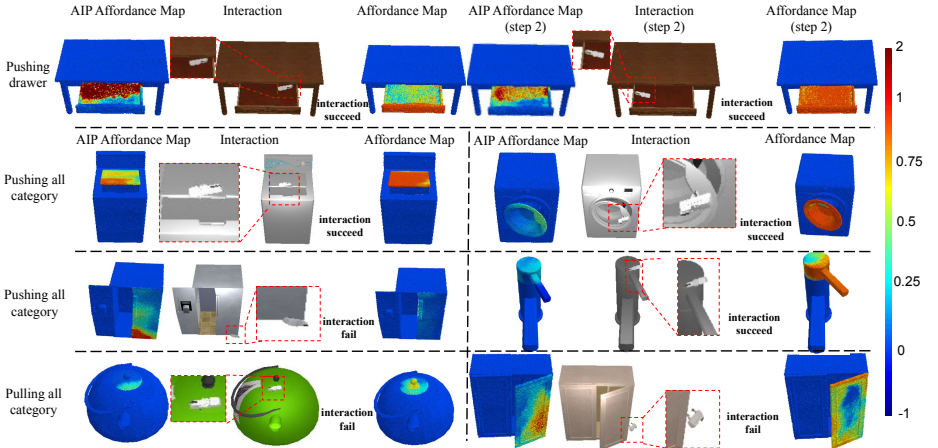 AIP Affordance Map Interaction Affordance Map AIP Affordance Map (step 2) Interaction (step 2) Affordance Map (step 2)
Pushing drawer
interaction succeed
interaction succeed
AIP Affordance Map Interaction Affordance Map
AIP Affordance Map Interaction Affordance Map
Pushing all category
interaction succeed
interaction succeed
Pushing all category
interaction fail
interaction succeed
Pulling all category
interaction fail
interaction fail
2
1
0.75
0.5
0.25
0
-1